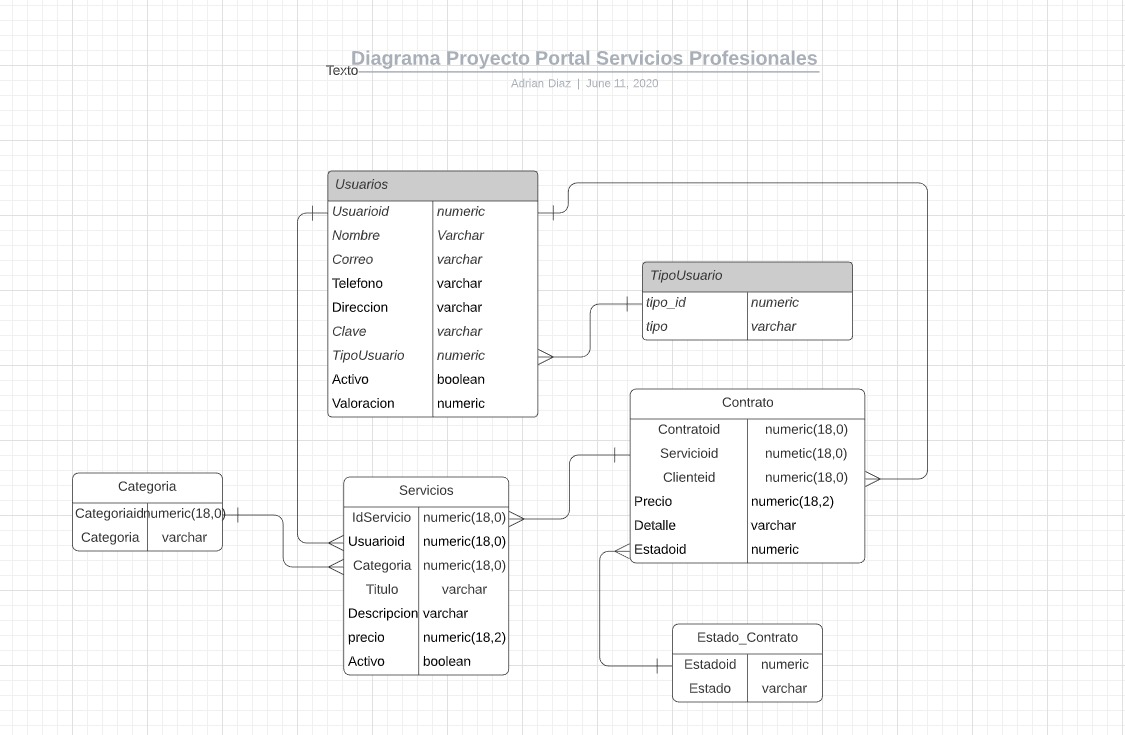 Diagrama Proyecto Portal Servicios Profesionales
Texto
Adrian Diaz | June 11, 2020
Usuarios
Usuarioid numeric
Nombre Varchar
Correo varchar
Telefono varchar
Direccion varchar
Clave varchar
TipoUsuario numeric
Activo boolean
Valoracion numeric
TipoUsuario
tipo_id numeric
tipo varchar
Contrato
Contratoid numeric(18,0)
Servicioid numetic(18,0)
Clienteid numeric(18,0)
Precio numeric(18,2)
Detalle varchar
Estadoid numeric
Categoria
Categoriaid numeric(18,0)
Categoria varchar
Servicios
IdServicio numeric(18,0)
Usuarioid numeric(18,0)
Categoria numeric(18,0)
Titulo varchar
Descripcion varchar
precio numeric(18,2)
Activo boolean
Estado_Contrato
Estadoid numeric
Estado varchar